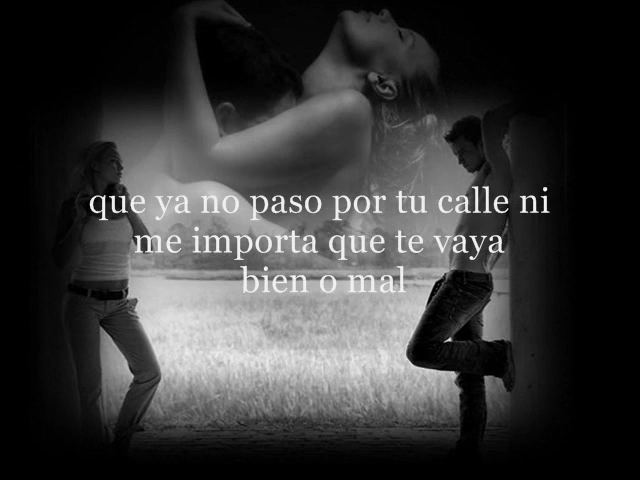 que ya no paso por tu calle ni
me importa que te vaya
bien o mal